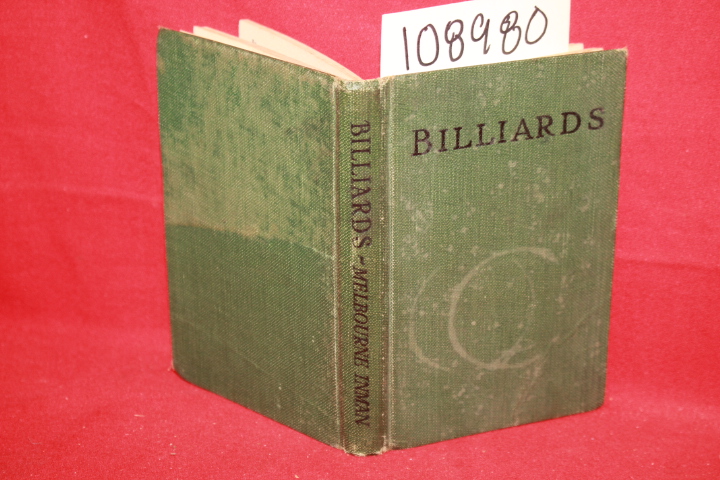 108980
BILLIARDS
BILLIARDS - MELBOURNE INMAN